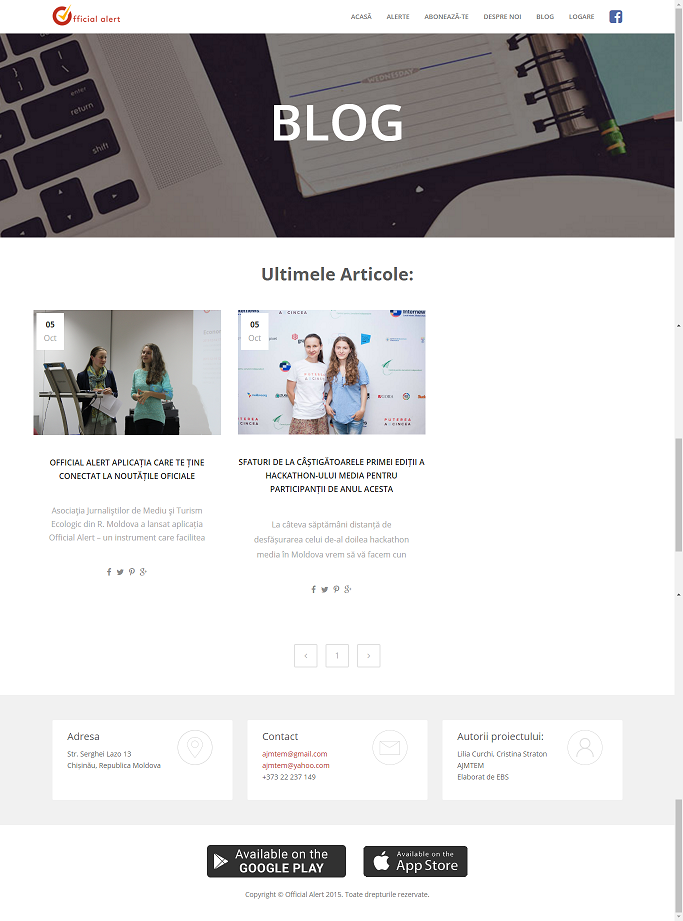 Official alert
ACASĂ ALERTE ABONEAZĂ-TE DESPRE NOI BLOG LOGARE
WEDNESDAY
enter
return
shift
BLOG
Ultimele Articole:
05
Oct
05
Oct
Internews
PUTEREA
A CINCEA
PUTEREA
A CINCEA
OFFICIAL ALERT APLICAȚIA CARE TE ȚINE
CONECTAT LA NOUTĂȚILE OFICIALE
Asociația Jurnaliștilor de Mediu și Turism
Ecologic din R. Moldova a lansat aplicația
Official Alert – un instrument care facilitea
SFATURI DE LA CÂȘTIGĂTOARELE PRIMEI EDIȚII A
HACKATHON-ULUI MEDIA PENTRU
PARTICIPANȚII DE ANUL ACESTA
La câteva săptămâni distanță de
desfășurarea celui de-al doilea hackathon
media în Moldova vrem să vă facem cun
1
Adresa
Str. Serghei Lazo 13
Chișinău, Republica Moldova
Contact
ajmtem@gmail.com
ajmtem@yahoo.com
+373 22 237 149
Autorii proiectului:
Lilia Curchi, Cristina Straton
AJMTEM
Elaborat de EBS
Available on the
GOOGLE PLAY
Available on the
App Store
Copyright © Official Alert 2015. Toate drepturile rezervate.